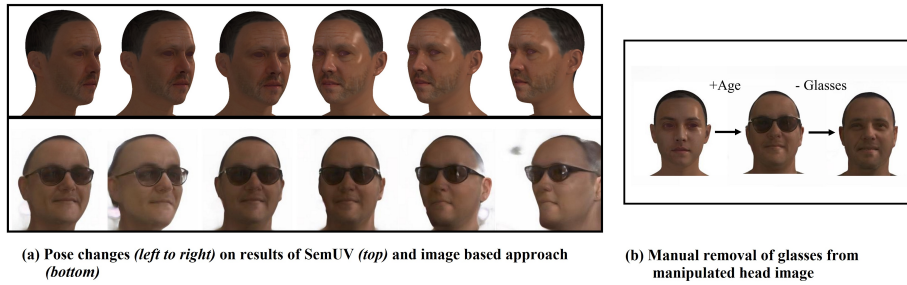 +Age
- Glasses
(a) Pose changes (left to right) on results of SemUV (top) and image based approach
(bottom)
(b) Manual removal of glasses from
manipulated head image